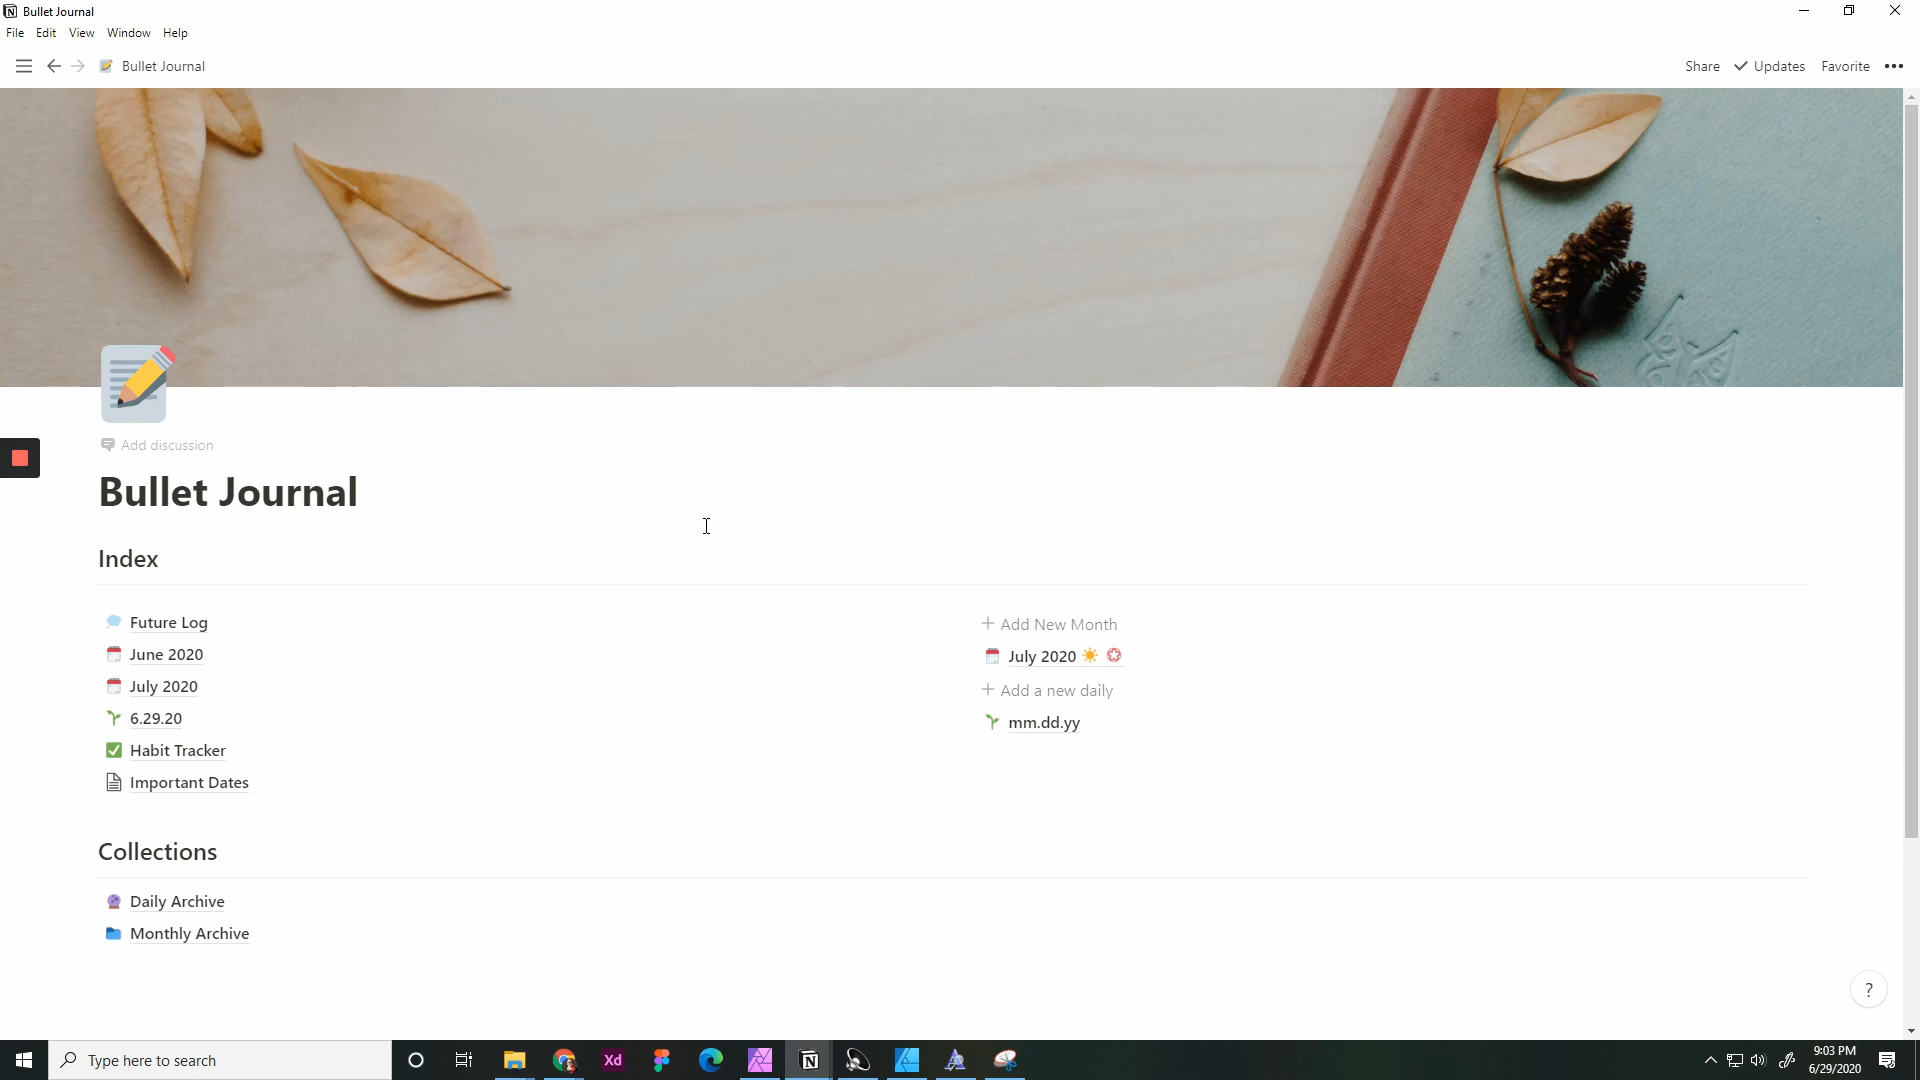 Bullet Journal
File Edit View Window Help
Bullet Journal
Share Updates Favorite
Add discussion
Bullet Journal
Index
Future Log
June 2020
July 2020
6.29.20
Habit Tracker
Important Dates
+ Add New Month
July 2020
+ Add a new daily
mm.dd.yy
Collections
Daily Archive
Monthly Archive
?
Type here to search
Xd
9:03 PM
6/29/2020